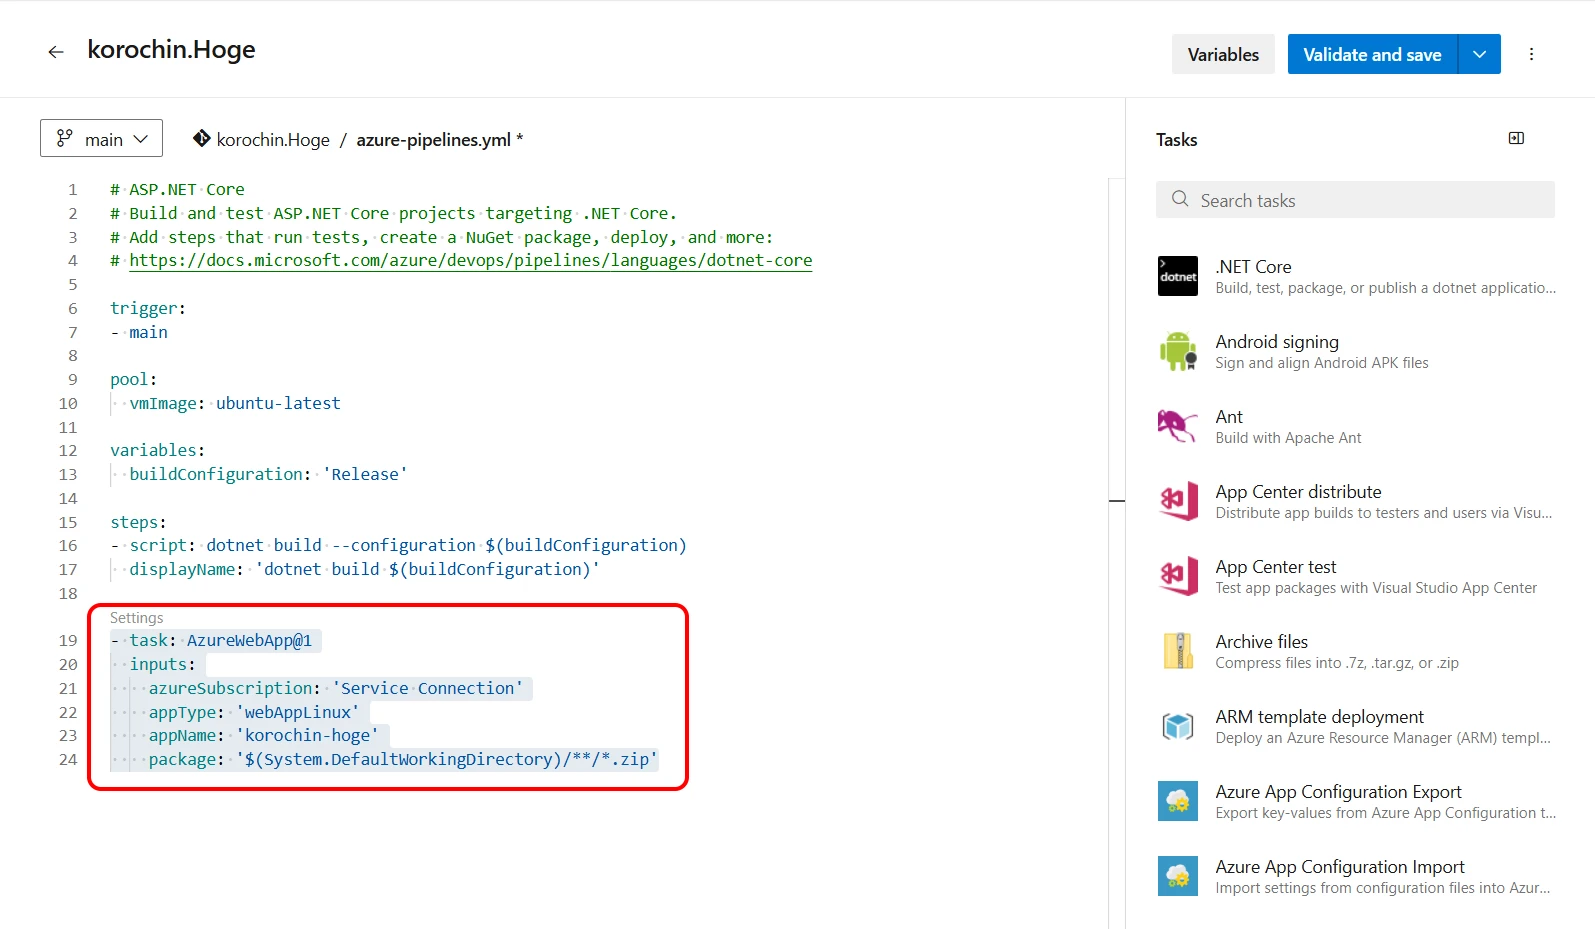 korochin.Hoge
Variables
Validate and save
main
korochin.Hoge / azure-pipelines.yml *
1 # ASP.NET Core
2 # Build and test ASP.NET Core projects targeting .NET Core.
3 # Add steps that run tests, create a NuGet package, deploy, and more:
4 # https://docs.microsoft.com/azure/devops/pipelines/languages/dotnet-core
5
6 trigger:
7 - main
8
9 pool:
10   vmImage: ubuntu-latest
11
12 variables:
13   buildConfiguration: 'Release'
14
15 steps:
16 - script: dotnet build --configuration $(buildConfiguration)
17   displayName: 'dotnet build $(buildConfiguration)'
18
Settings
19 - task: AzureWebApp@1
20   inputs:
21     azureSubscription: 'Service Connection'
22     appType: 'webAppLinux'
23     appName: 'korochin-hoge'
24     package: '$(System.DefaultWorkingDirectory)/**/*.zip'
Tasks
Search tasks
dotnet
.NET Core
Build, test, package, or publish a dotnet applicatio...
Android signing
Sign and align Android APK files
Ant
Build with Apache Ant
App Center distribute
Distribute app builds to testers and users via Visu...
App Center test
Test app packages with Visual Studio App Center
Archive files
Compress files into .7z, .tar.gz, or .zip
ARM template deployment
Deploy an Azure Resource Manager (ARM) templ...
Azure App Configuration Export
Export key-values from Azure App Configuration t...
Azure App Configuration Import
Import settings from configuration files into Azur...